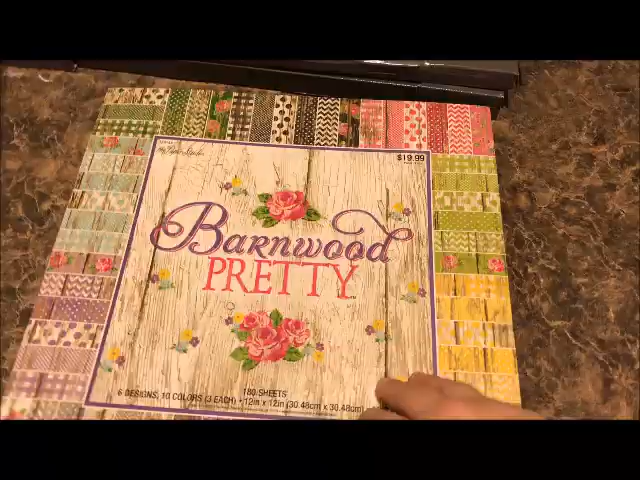 $19.99
Barnwood
PRETTY
180 SHEETS
6 DESIGNS, 10 COLORS (3 EACH) • 12in x 12in (30.48cm x 30.48cm)